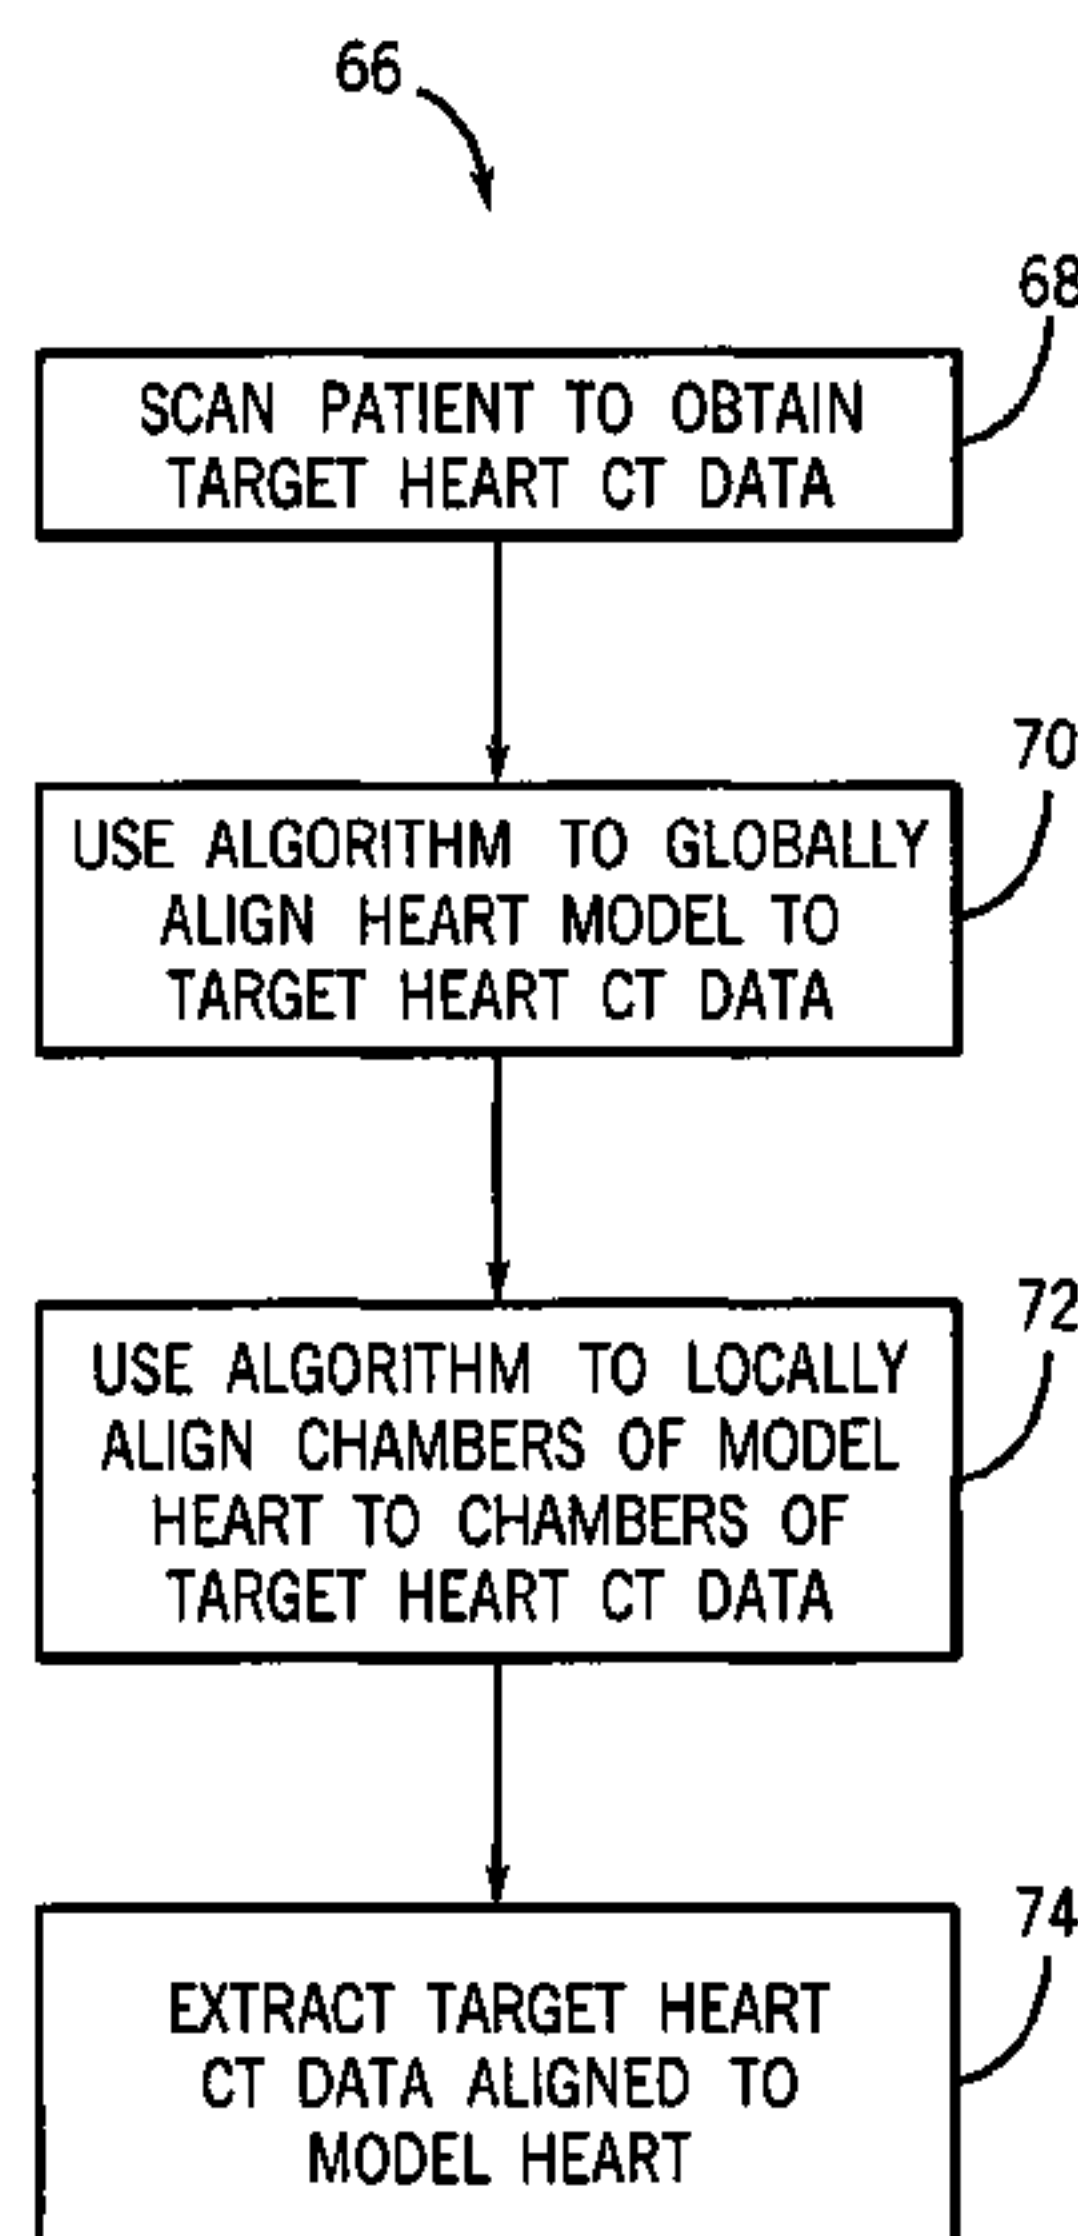 66
68
SCAN PATIENT TO OBTAIN
TARGET HEART CT DATA
70
USE ALGORITHM TO GLOBALLY
ALIGN HEART MODEL TO
TARGET HEART CT DATA
72
USE ALGORITHM TO LOCALLY
ALIGN CHAMBERS OF MODEL
HEART TO CHAMBERS OF
TARGET HEART CT DATA
74
EXTRACT TARGET HEART
CT DATA ALIGNED TO
MODEL HEART